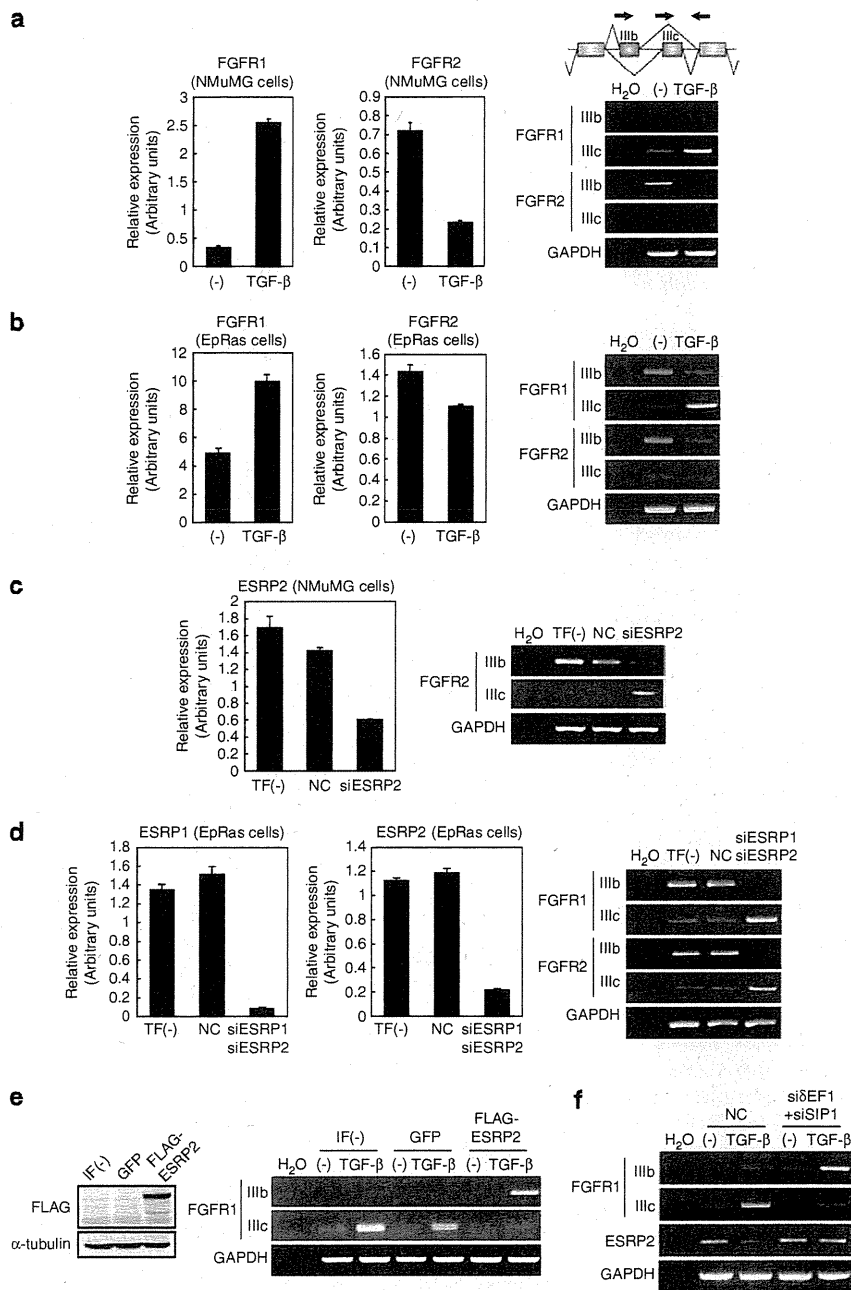 a
FGFR1
(NMuMG cells)
Relative expression
(Arbitrary units)
3
2.5
2
1.5
1
0.5
0
(-) TGF-β
FGFR2
(NMuMG cells)
Relative expression
(Arbitrary units)
0.9
0.8
0.7
0.6
0.5
0.4
0.3
0.2
0.1
0
(-) TGF-β
IIIb IIIc
H2O (-) TGF-β
FGFR1
IIIb
IIIc
FGFR2
IIIb
IIIc
GAPDH
b
FGFR1
(EpRas cells)
Relative expression
(Arbitrary units)
12
10
8
6
4
2
0
(-) TGF-β
FGFR2
(EpRas cells)
Relative expression
(Arbitrary units)
1.6
1.4
1.2
1
0.8
0.6
0.4
0.2
0
(-) TGF-β
H2O (-) TGF-β
FGFR1
IIIb
IIIc
FGFR2
IIIb
IIIc
GAPDH
c
ESRP2 (NMuMG cells)
Relative expression
(Arbitrary units)
2
1.8
1.6
1.4
1.2
1
0.8
0.6
0.4
0.2
0
TF(-) NC siESRP2
H2O TF(-) NC siESRP2
FGFR2
IIIb
IIIc
GAPDH
d
ESRP1 (EpRas cells)
Relative expression
(Arbitrary units)
1.8
1.6
1.4
1.2
1
0.8
0.6
0.4
0.2
0
TF(-) NC siESRP1
siESRP2
ESRP2 (EpRas cells)
Relative expression
(Arbitrary units)
1.4
1.2
1
0.8
0.6
0.4
0.2
0
TF(-) NC siESRP1
siESRP2
siESRP1
H2O TF(-) NC siESRP2
FGFR1
IIIb
IIIc
FGFR2
IIIb
IIIc
GAPDH
e
IF(-)
GFP
FLAG-
ESRP2
FLAG
α-tubulin
IF(-) GFP FLAG-
ESRP2
H2O (-) TGF-β (-) TGF-β (-) TGF-β
FGFR1
IIIb
IIIc
GAPDH
f
NC siδEF1
+siSIP1
H2O (-) TGF-β (-) TGF-β
FGFR1
IIIb
IIIc
ESRP2
GAPDH